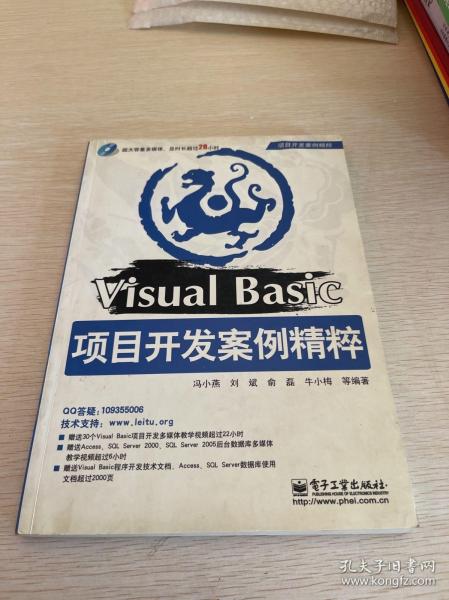 超大容量多媒体，总时长超过28小时
项目开发案例精粹
Visual Basic
项目开发案例精粹
冯小燕 刘 斌 俞 磊 牛小梅 等编著
QQ答疑：109355006
技术支持：www.leitu.org
■ 赠送30个Visual Basic项目开发多媒体教学视频超过22小时
■ 赠送Access、SQL Server 2000、SQL Server 2005后台数据库多媒体
教学视频超过6小时
■ 赠送Visual Basic程序开发技术文档、Access、SQL Server数据库使用
文档超过2000页
電子工業出版社
PUBLISHING HOUSE OF ELECTRONICS INDUSTRY
http://www.phei.com.cn
孔夫子旧书网
www.kongfz.com